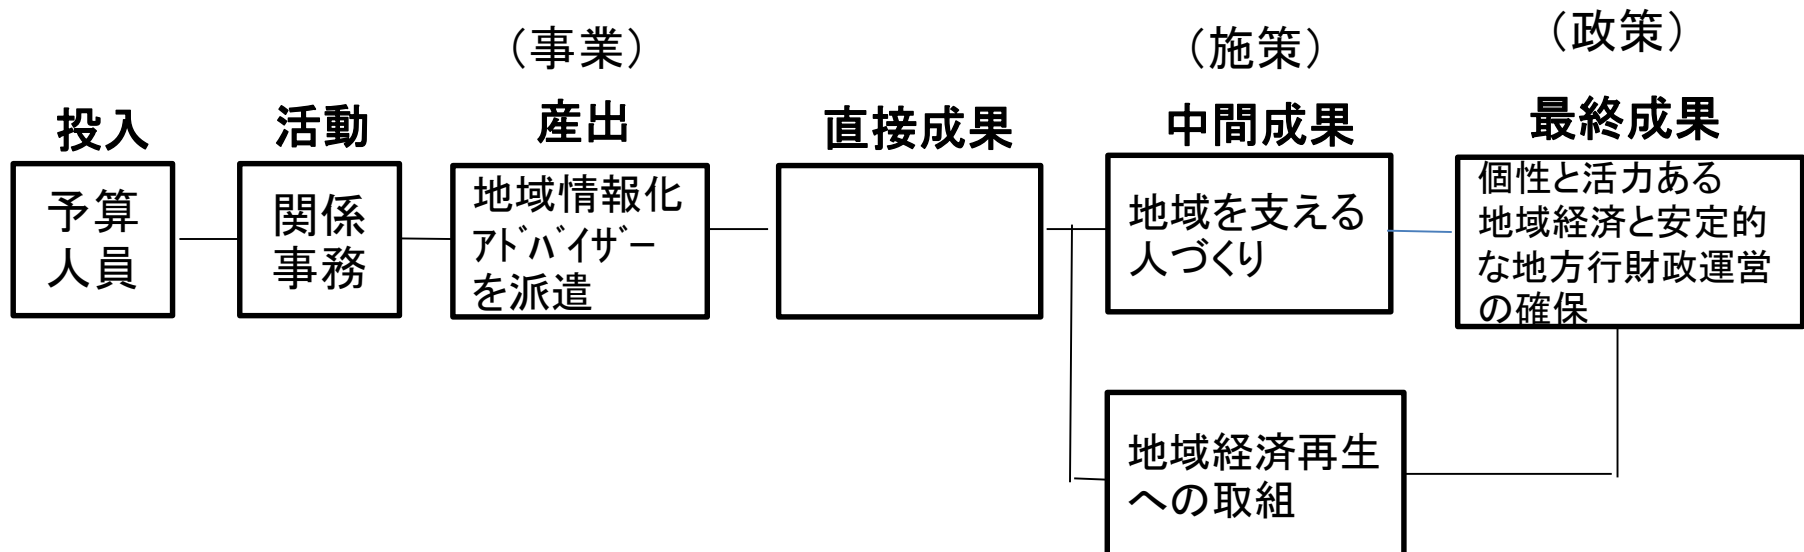 （事業）
（施策）
（政策）
投入
活動
産出
直接成果
中間成果
最終成果
予算
人員
関係
事務
地域情報化
ｱﾄﾞﾊﾞｲｻﾞｰ
を派遣
地域を支える
人づくり
個性と活力ある
地域経済と安定的
な地方行財政運営
の確保
地域経済再生
への取組